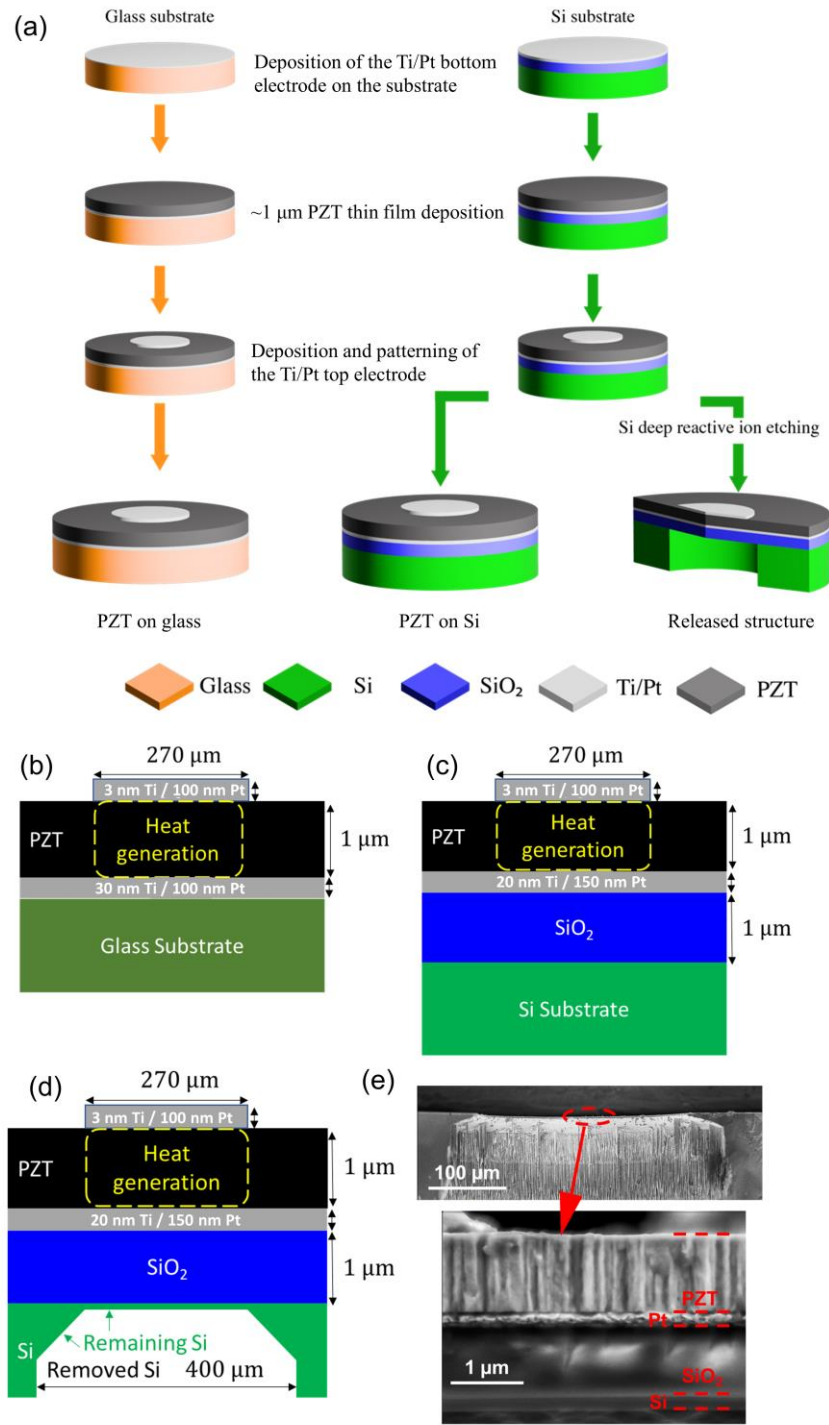 (a)
Glass substrate
Si substrate
Deposition of the Ti/Pt bottom
electrode on the substrate
~1 μm PZT thin film deposition
Deposition and patterning of
the Ti/Pt top electrode
Si deep reactive ion etching
PZT on glass
PZT on Si
Released structure
Glass
Si
SiO₂
Ti/Pt
PZT
(b)
270 μm
3 nm Ti / 100 nm Pt
PZT
Heat
generation
1 μm
30 nm Ti / 100 nm Pt
Glass Substrate
(c)
270 μm
3 nm Ti / 100 nm Pt
PZT
Heat
generation
1 μm
20 nm Ti / 150 nm Pt
SiO₂
1 μm
Si Substrate
(d)
270 μm
3 nm Ti / 100 nm Pt
PZT
Heat
generation
1 μm
20 nm Ti / 150 nm Pt
SiO₂
1 μm
Si
Remaining Si
Removed Si
400 μm
(e)
100 μm
PZT
Pt
1 μm
SiO₂
Si